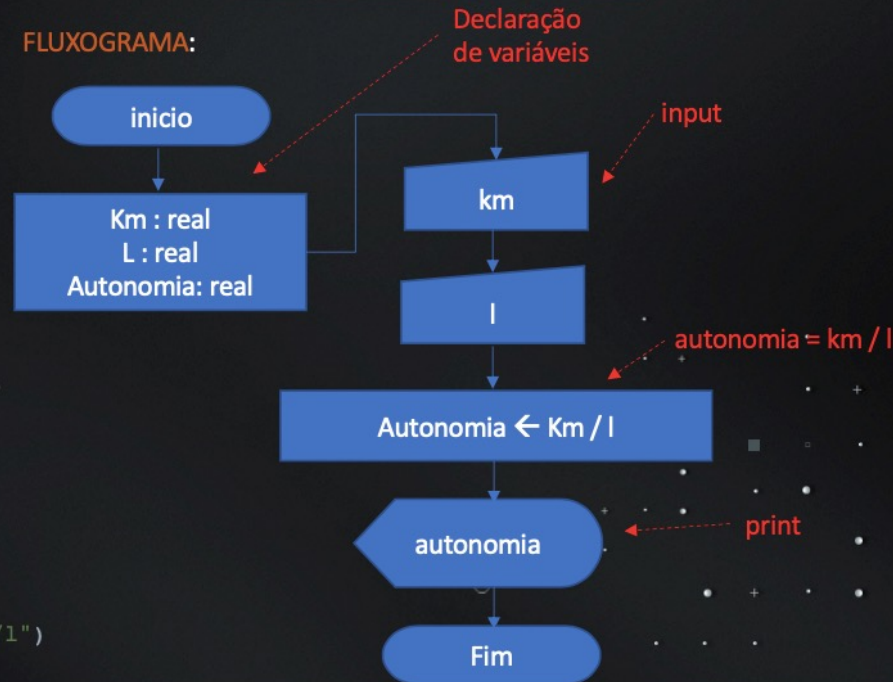 FLUXOGRAMA:
Declaração
de variáveis
inicio
input
Km : real
L : real
Autonomia: real
km
l
autonomia = km / l
Autonomia ← Km / l
autonomia
print
Fim
/l")